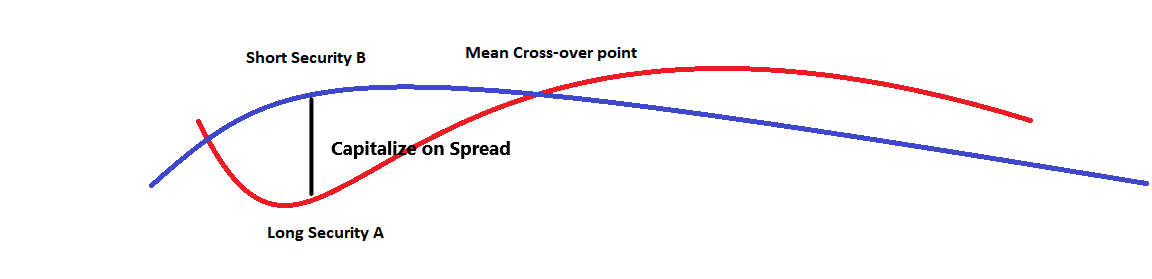 Short Security B
Mean Cross-over point
Capitalize on Spread
Long Security A